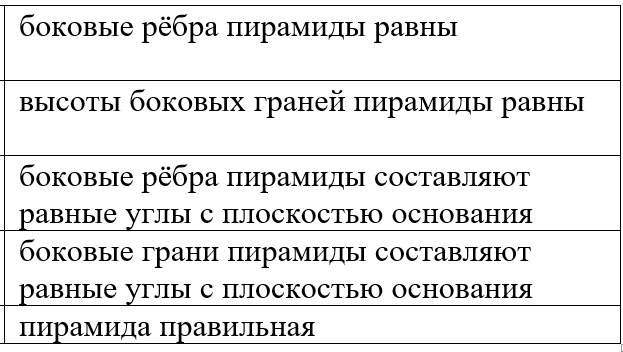 боковые рёбра пирамиды равны
высоты боковых граней пирамиды равны
боковые рёбра пирамиды составляют
равные углы с плоскостью основания
боковые грани пирамиды составляют
равные углы с плоскостью основания
пирамида правильная